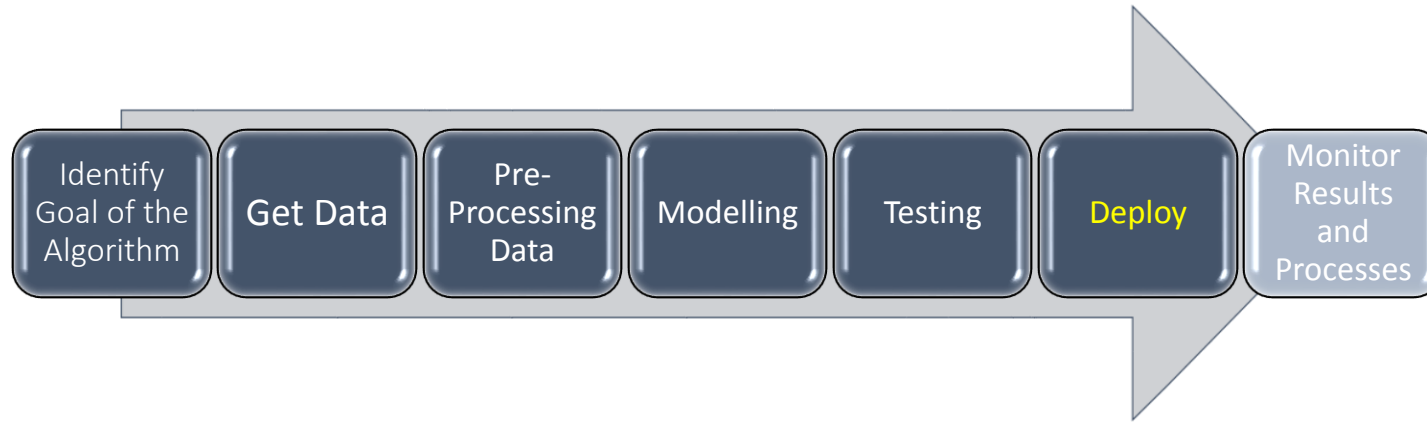 Identify
Goal of the
Algorithm
Get Data
Pre-
Processing
Data
Modelling
Testing
Deploy
Monitor
Results
and
Processes